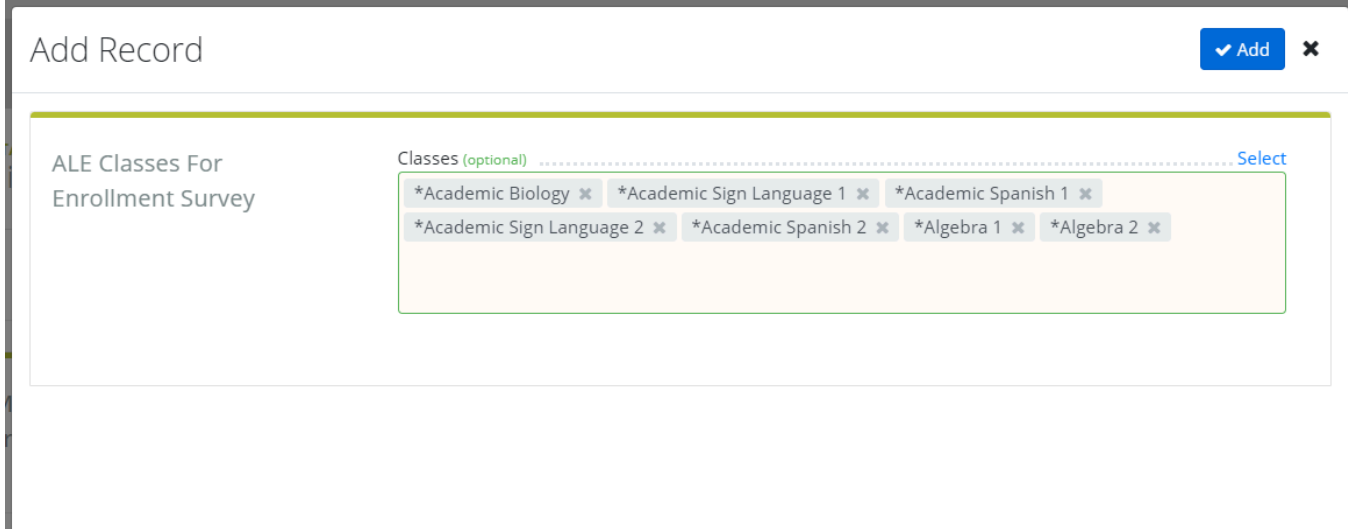 Add Record
Add
ALE Classes For
Enrollment Survey
Classes (optional)
Select
*Academic Biology
*Academic Sign Language 1
*Academic Spanish 1
*Academic Sign Language 2
*Academic Spanish 2
*Algebra 1
*Algebra 2